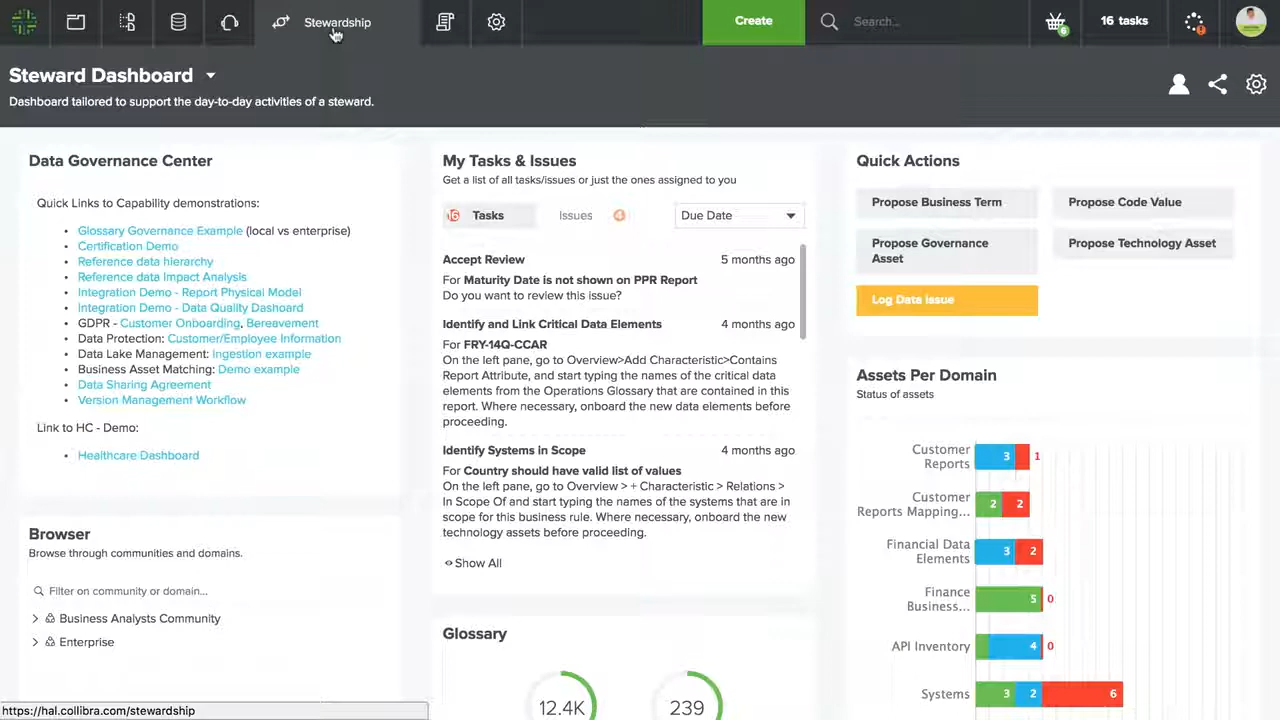 Stewardship
Create
Search...
6
16 tasks
Steward Dashboard
Dashboard tailored to support the day-to-day activities of a steward.
Data Governance Center
Quick Links to Capability demonstrations:
• Glossary Governance Example (local vs enterprise)
• Certification Demo
• Reference data hierarchy
• Reference data Impact Analysis
• Integration Demo - Report Physical Model
• Integration Demo - Data Quality Dashoard
• GDPR - Customer Onboarding, Bereavement
• Data Protection: Customer/Employee Information
• Data Lake Management: Ingestion example
• Business Asset Matching: Demo example
• Data Sharing Agreement
• Version Management Workflow
Link to HC - Demo:
• Healthcare Dashboard
Browser
Browse through communities and domains.
Filter on community or domain...
Business Analysts Community
Enterprise
https://hal.collibra.com/stewardship
My Tasks & Issues
Get a list of all tasks/issues or just the ones assigned to you
16 Tasks
Issues 4
Due Date
Accept Review 5 months ago
For Maturity Date is not shown on PPR Report
Do you want to review this issue?
Identify and Link Critical Data Elements 4 months ago
For FRY-14Q-CCAR
On the left pane, go to Overview>Add Characteristic>Contains
Report Attribute, and start typing the names of the critical data
elements from the Operations Glossary that are contained in this
report. Where necessary, onboard the new data elements before
proceeding.
Identify Systems in Scope 4 months ago
For Country should have valid list of values
On the left pane, go to Overview > + Characteristic > Relations >
In Scope Of and start typing the names of the systems that are in
scope for this business rule. Where necessary, onboard the new
technology assets before proceeding.
Show All
Glossary
12.4K 239
Quick Actions
Propose Business Term
Propose Code Value
Propose Governance
Asset
Propose Technology Asset
Log Data Issue
Assets Per Domain
Status of assets
Customer
Reports
3 1
Customer
Reports Mapping...
2 2
Financial Data
Elements
3 2
Finance
Business...
5 0
API Inventory 4 0
Systems 3 2 6